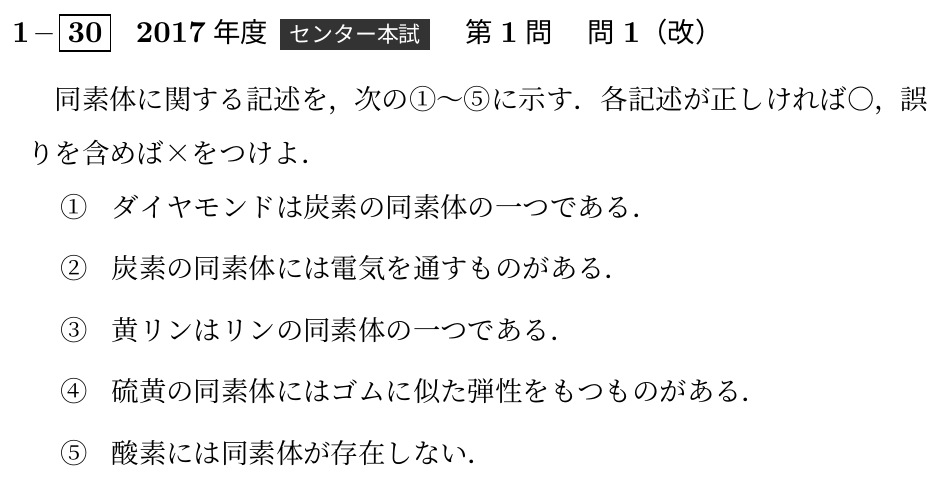 1－30 2017 年度 センター本試 第 1 問 問 1（改）
同素体に関する記述を，次の①〜⑤に示す．各記述が正しければ○，誤
りを含めば×をつけよ．
① ダイヤモンドは炭素の同素体の一つである．
② 炭素の同素体には電気を通すものがある．
③ 黄リンはリンの同素体の一つである．
④ 硫黄の同素体にはゴムに似た弾性をもつものがある．
⑤ 酸素には同素体が存在しない．